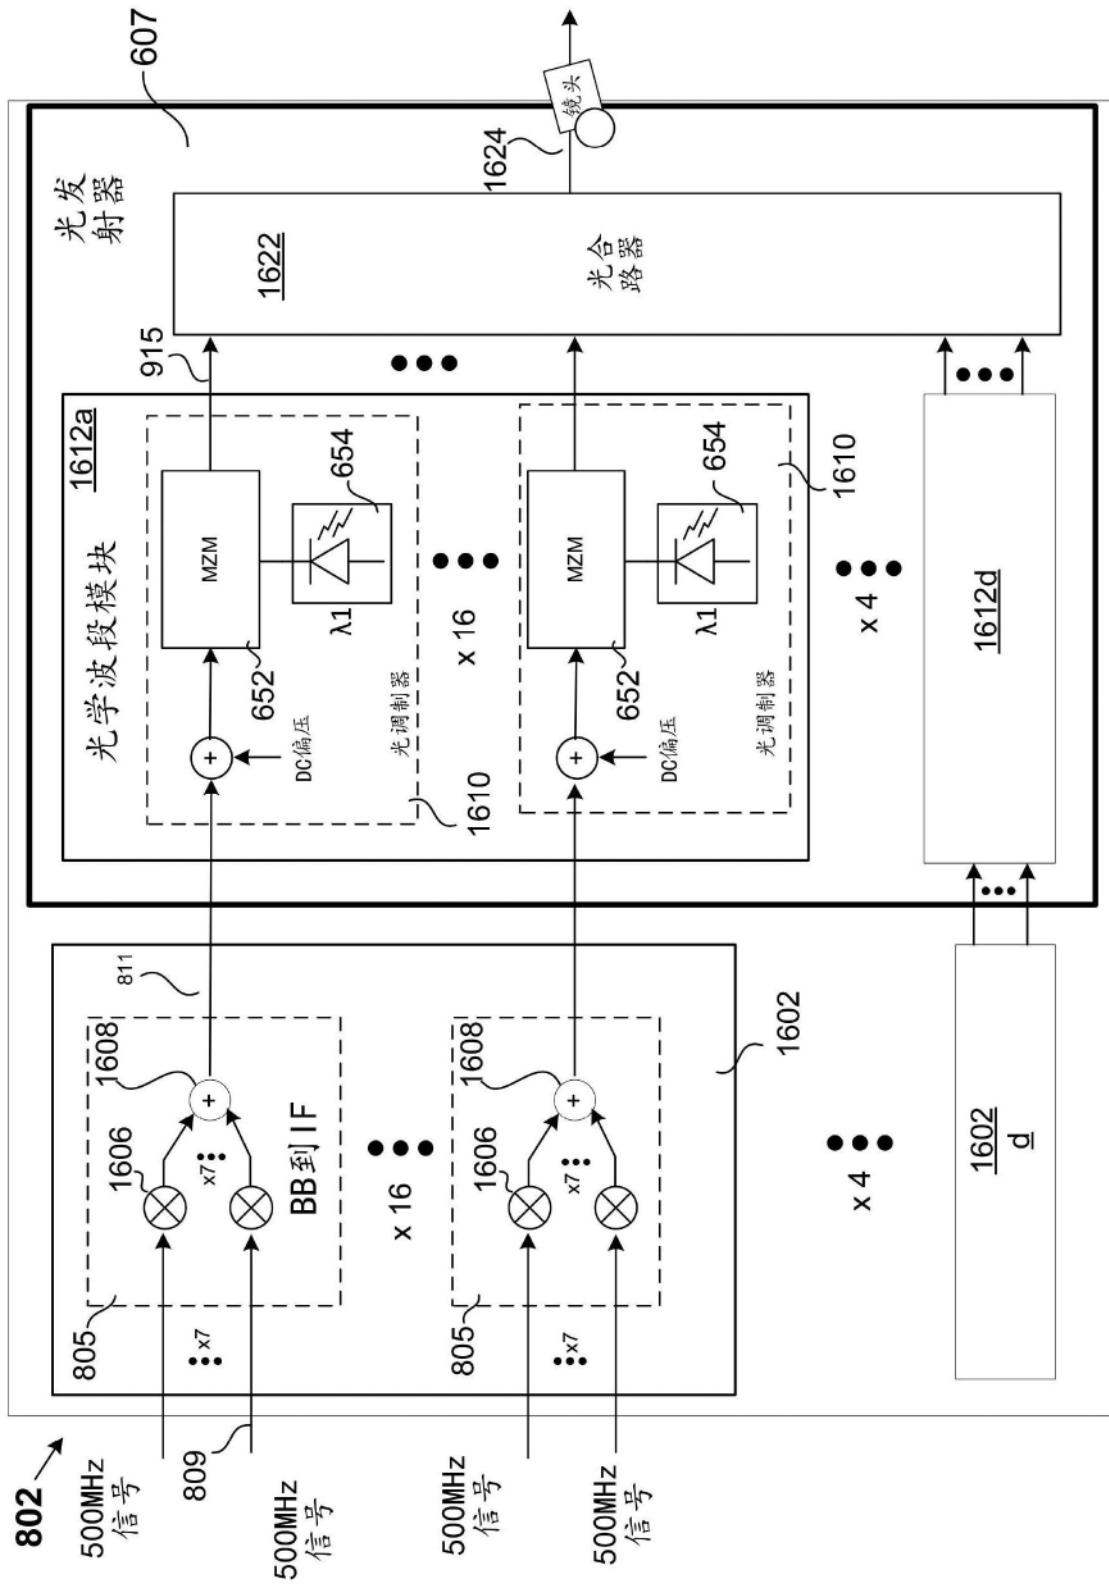 802
500MHz
信号
809
500MHz
信号
500MHz
信号
500MHz
信号
805
x7
1606
1608
x7
BB到IF
811
x 16
805
x7
1606
1608
x7
1602
x 4
1602
d
607
光发
射器
光学波段模块
1612a
915
DC偏压
652
MZM
654
λ1
光调制器
1610
x 16
DC偏压
652
MZM
654
λ1
光调制器
1610
x 4
1612d
1622
光合
路器
1624
镜头